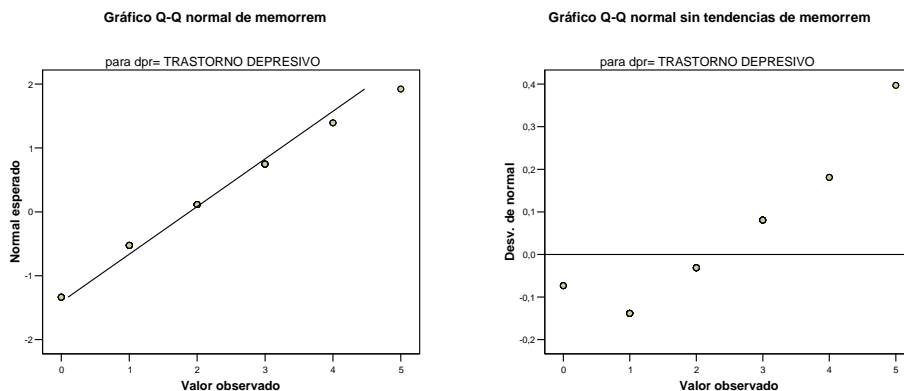 Gráfico Q-Q normal de memorrem
para dpr= TRASTORNO DEPRESIVO
2
1
0
-1
-2
Normal esperado
0 1 2 3 4 5
Valor observado
Gráfico Q-Q normal sin tendencias de memorrem
para dpr= TRASTORNO DEPRESIVO
0,4
0,3
0,2
0,1
0,0
-0,1
-0,2
Desv. de normal
0 1 2 3 4 5
Valor observado